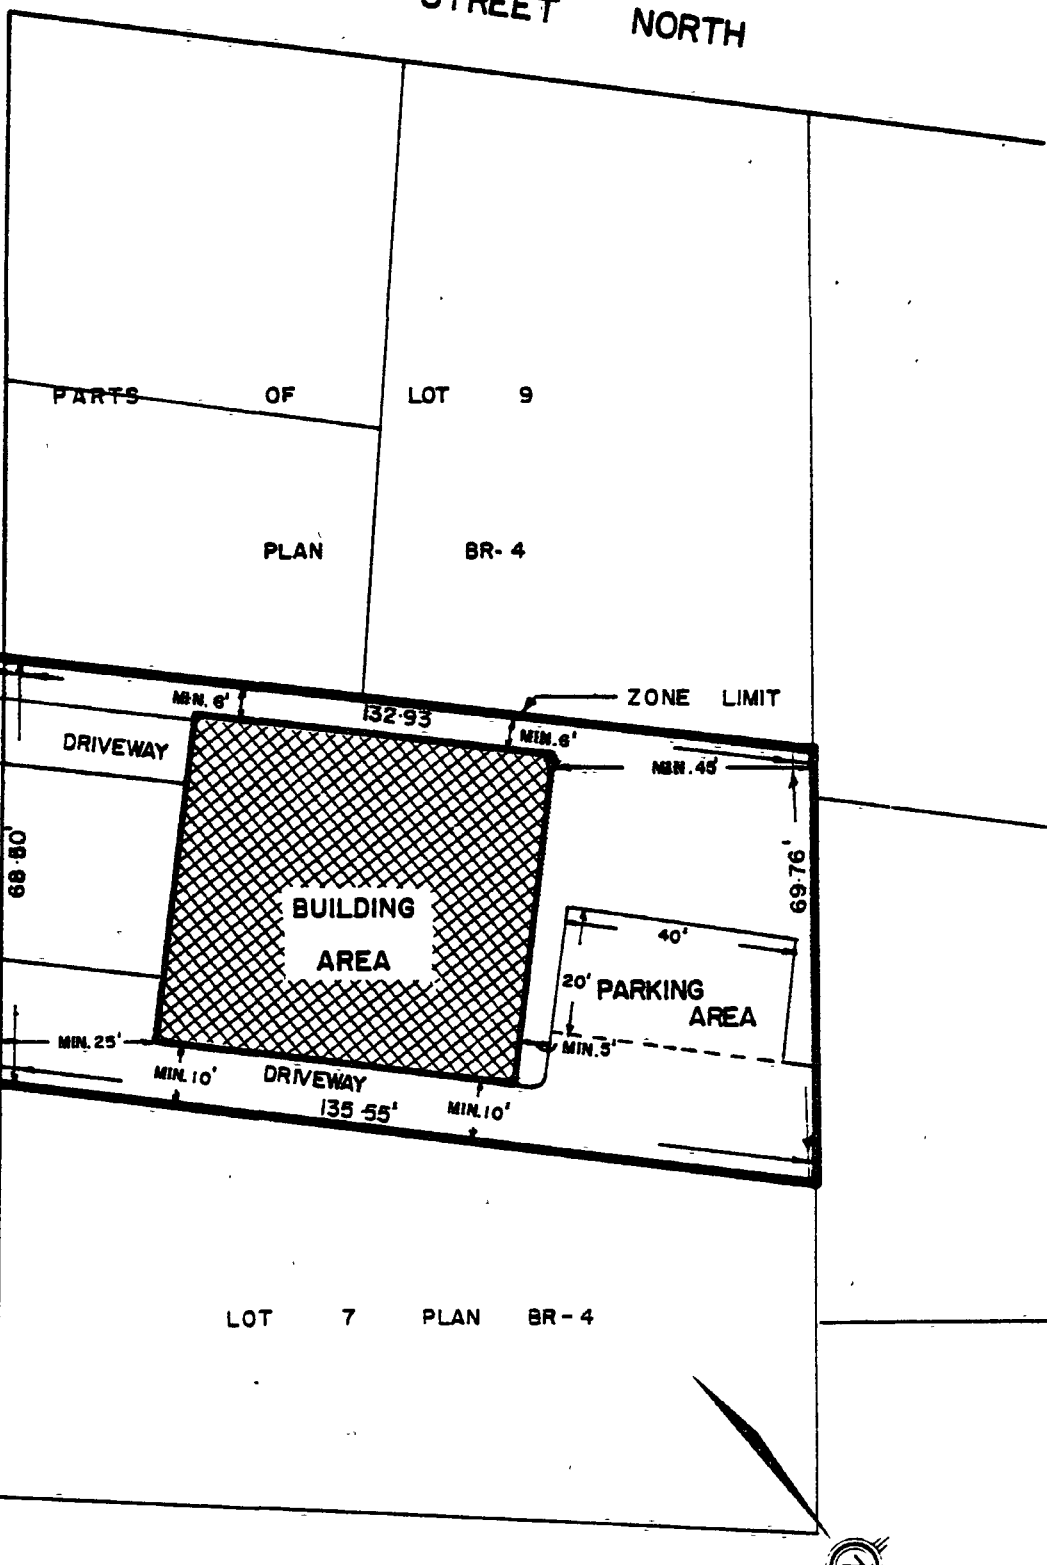 STREET NORTH
PARTS OF LOT 9
PLAN BR-4
ZONE LIMIT
MIN. 6'
132.93
MIN. 6'
DRIVEWAY
MIN. 45'
68.80'
69.76'
BUILDING
AREA
40'
20'
PARKING
AREA
MIN. 25'
MIN. 5'
MIN. 10'
DRIVEWAY
135.55'
MIN. 10'
LOT 7 PLAN BR-4